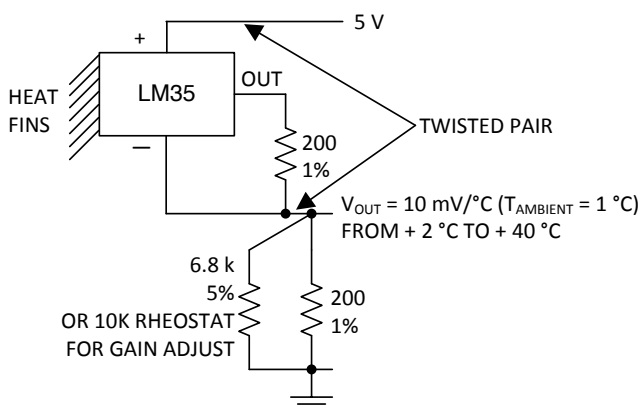 5 V
+
LM35
OUT
HEAT
FINS
—
200
1%
TWISTED PAIR
V_OUT = 10 mV/°C (T_AMBIENT = 1 °C)
FROM + 2 °C TO + 40 °C
6.8 k
5%
OR 10K RHEOSTAT
FOR GAIN ADJUST
200
1%